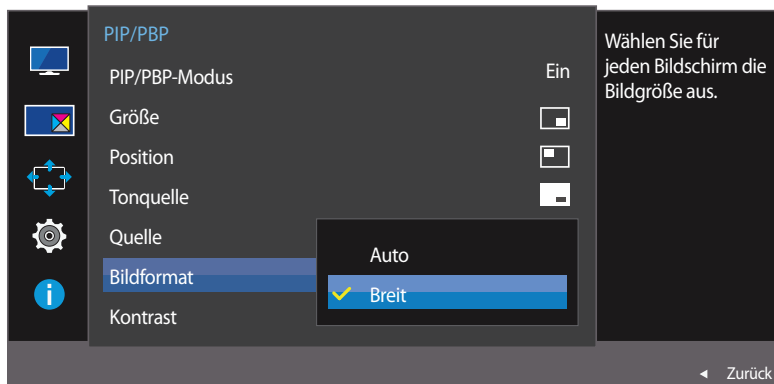 PIP/PBP
PIP/PBP-Modus Ein
Größe
Position
Tonquelle
Quelle
Bildformat
Kontrast
Auto
Breit
Wählen Sie für
jeden Bildschirm die
Bildgröße aus.
Zurück